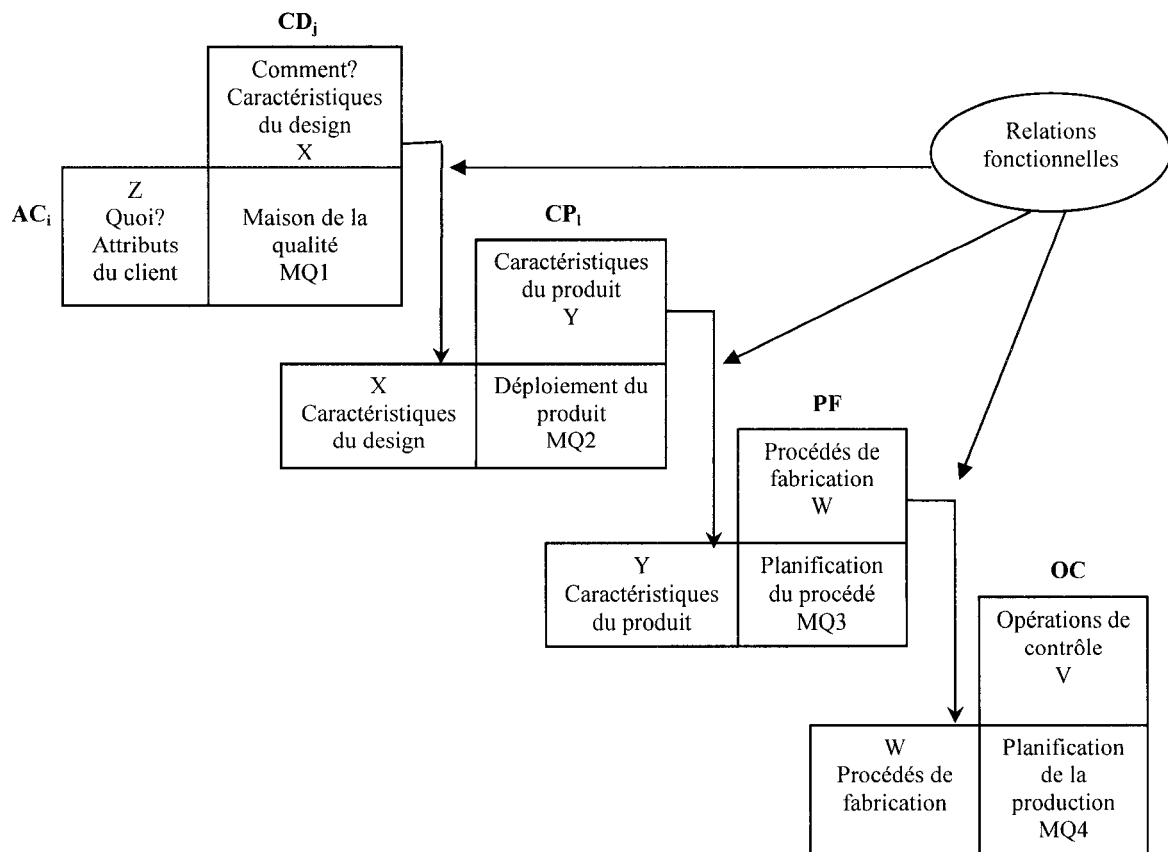 CDj
Comment?
Caractéristiques
du design
X
Relations
fonctionnelles
ACi
Z
Quoi?
Attributs
du client
Maison de la
qualité
MQ1
CPl
Caractéristiques
du produit
Y
X
Caractéristiques
du design
Déploiement du
produit
MQ2
PF
Procédés de
fabrication
W
Y
Caractéristiques
du produit
Planification
du procédé
MQ3
OC
Opérations de
contrôle
V
W
Procédés de
fabrication
Planification
de la
production
MQ4